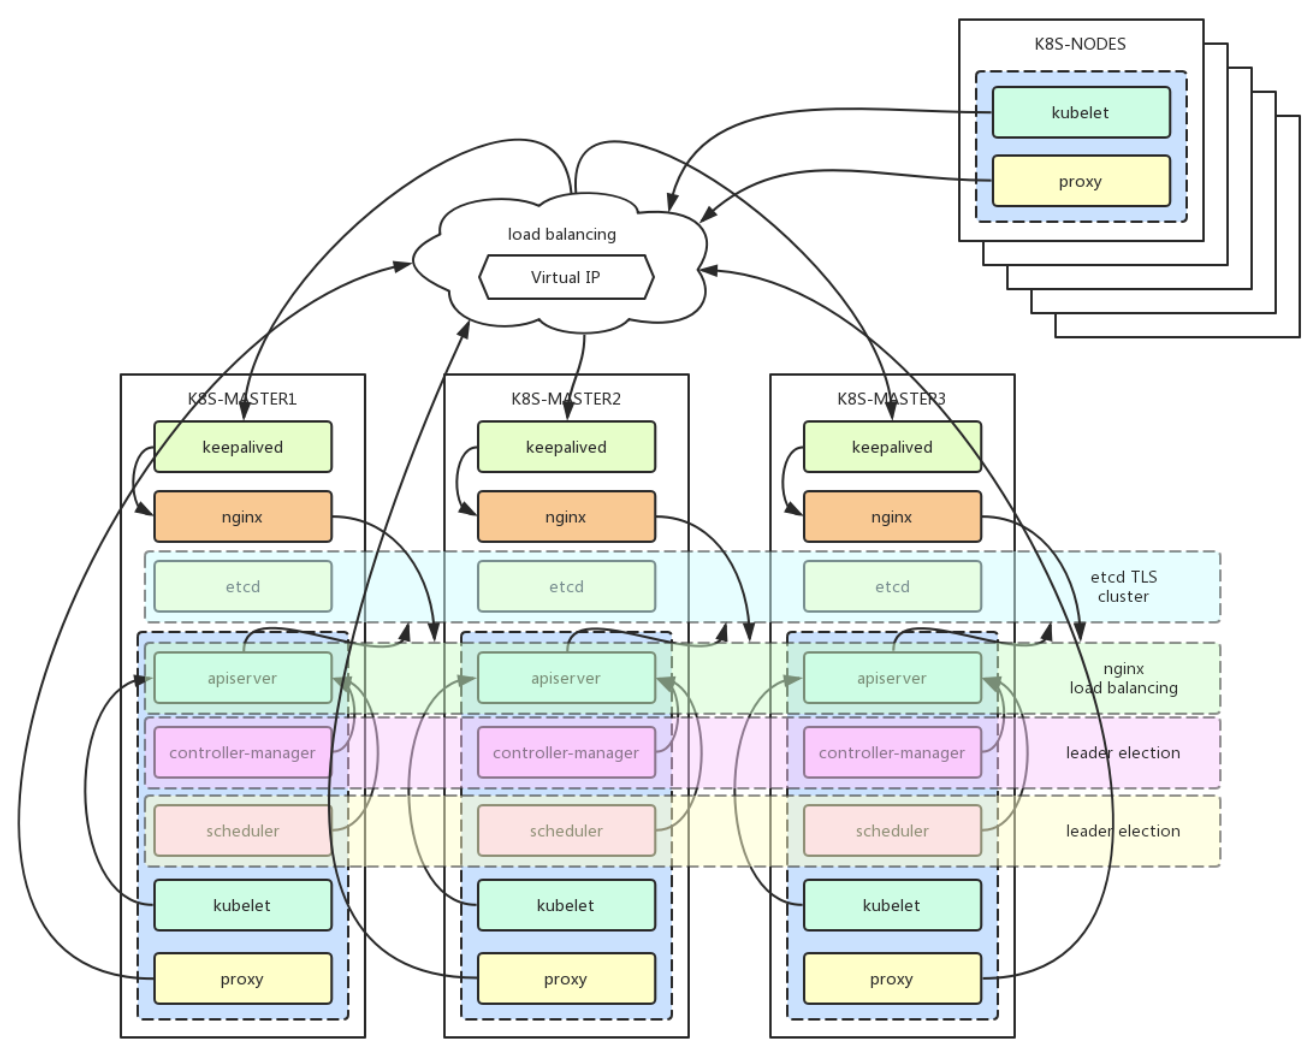 K8S-NODES
kubelet
proxy
load balancing
Virtual IP
K8S-MASTER1
keepalived
nginx
etcd
apiserver
controller-manager
scheduler
kubelet
proxy
K8S-MASTER2
keepalived
nginx
etcd
apiserver
controller-manager
scheduler
kubelet
proxy
K8S-MASTER3
keepalived
nginx
etcd
apiserver
controller-manager
scheduler
kubelet
proxy
etcd TLS
cluster
nginx
load balancing
leader election
leader election